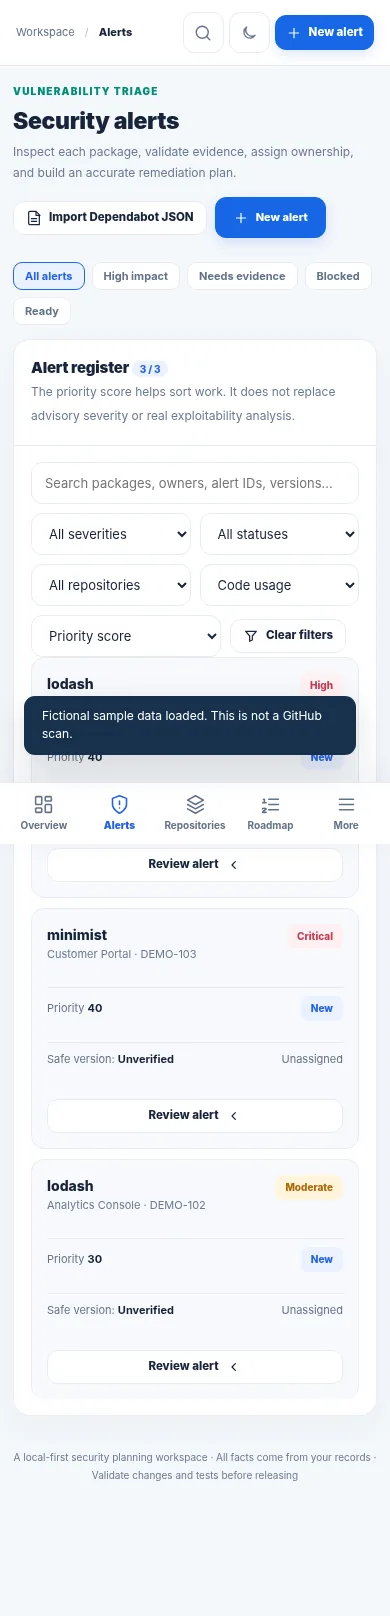 Workspace / Alerts
New alert
VULNERABILITY TRIAGE
Security alerts
Inspect each package, validate evidence, assign ownership,
and build an accurate remediation plan.
Import Dependabot JSON
New alert
All alerts High impact Needs evidence Blocked
Ready
Alert register 3 / 3
The priority score helps sort work. It does not replace
advisory severity or real exploitability analysis.
Search packages, owners, alert IDs, versions...
All severities All statuses
All repositories Code usage
Priority score Clear filters
lodash High
Fictional sample data loaded. This is not a GitHub
scan.
Priority 40 New
Overview Alerts Repositories Roadmap More
Review alert
minimist Critical
Customer Portal · DEMO-103
Priority 40 New
Safe version: Unverified Unassigned
Review alert
lodash Moderate
Analytics Console · DEMO-102
Priority 30 New
Safe version: Unverified Unassigned
Review alert
A local-first security planning workspace · All facts come from your records ·
Validate changes and tests before releasing